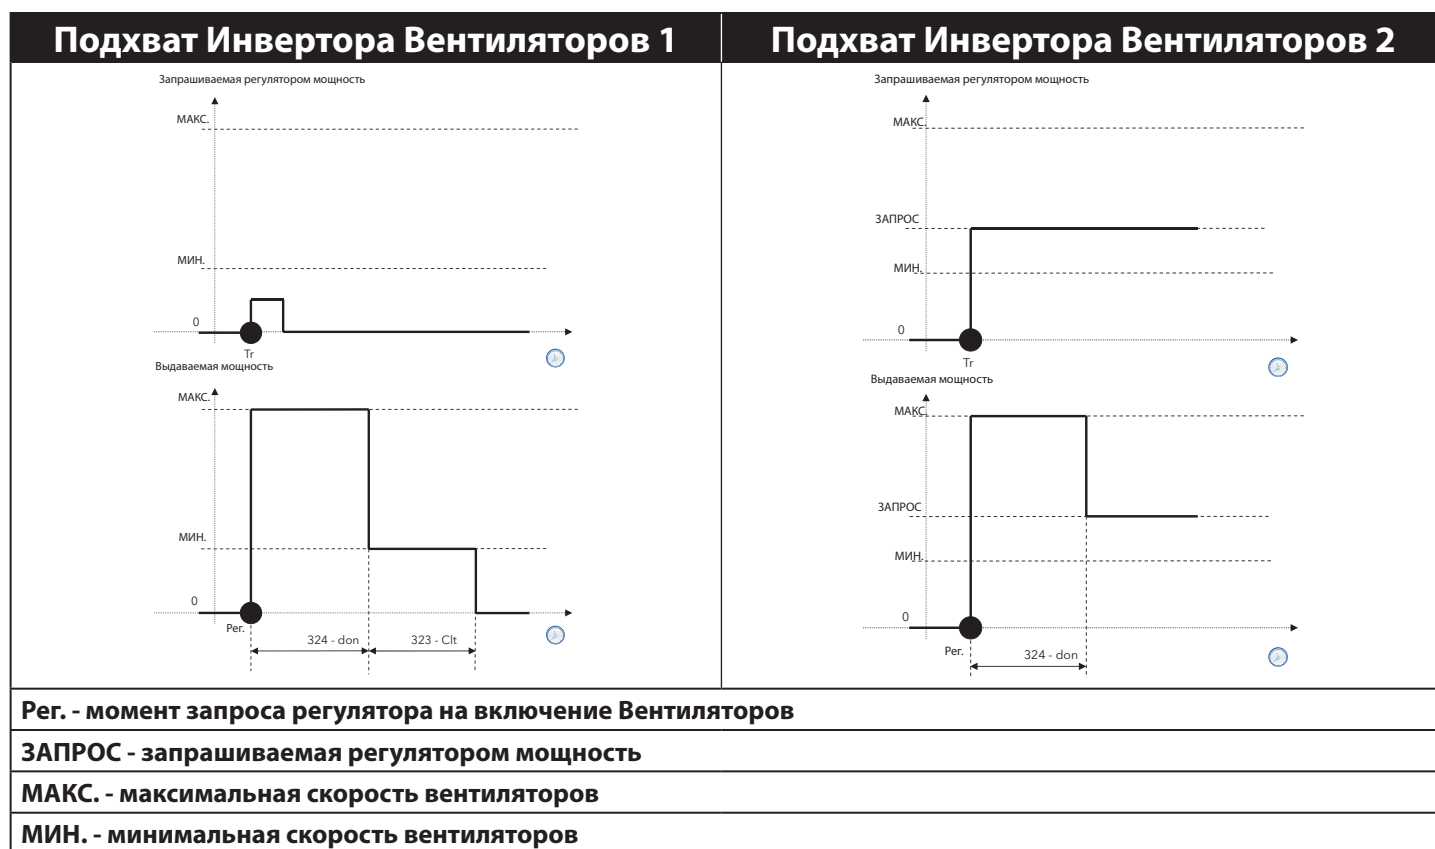 Подхват Инвертора Вентиляторов 1
Подхват Инвертора Вентиляторов 2
Запрашиваемая регулятором мощность
МАКС.
МИН.
0
Tr
Выдаваемая мощность
МАКС.
МИН.
0
Рег.
324 - don
323 - Clt
Запрашиваемая регулятором мощность
МАКС.
ЗАПРОС
МИН.
0
Tr
Выдаваемая мощность
МАКС.
ЗАПРОС
МИН.
0
Рег.
324 - don
Рег. - момент запроса регулятора на включение Вентиляторов
ЗАПРОС - запрашиваемая регулятором мощность
МАКС. - максимальная скорость вентиляторов
МИН. - минимальная скорость вентиляторов